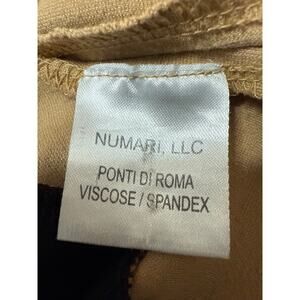 NUMARI, LLC
PONTI DI ROMA
VISCOSE / SPANDEX